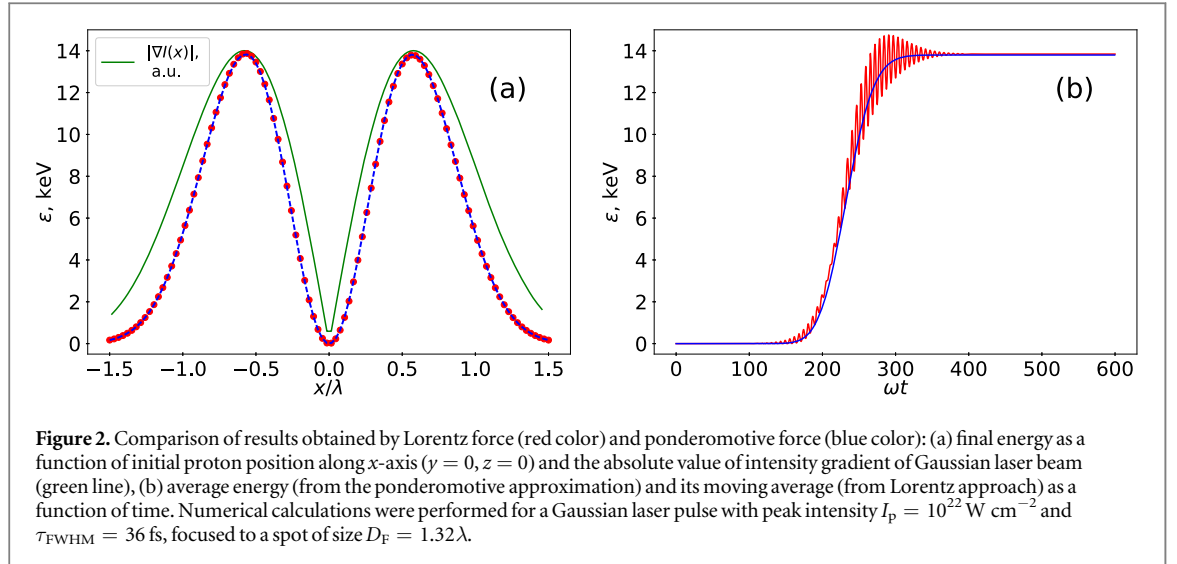 |∇I(x)|,
a.u.
(a)
ε, keV
14
12
10
8
6
4
2
0
−1.5 −1.0 −0.5 0.0 0.5 1.0 1.5
x/λ
(b)
ε, keV
14
12
10
8
6
4
2
0
0 100 200 300 400 500 600
ωt
Figure 2. Comparison of results obtained by Lorentz force (red color) and ponderomotive force (blue color): (a) final energy as a
function of initial proton position along x-axis (y = 0, z = 0) and the absolute value of intensity gradient of Gaussian laser beam
(green line), (b) average energy (from the ponderomotive approximation) and its moving average (from Lorentz approach) as a
function of time. Numerical calculations were performed for a Gaussian laser pulse with peak intensity I_p = 10^22 W cm^−2 and
τ_FWHM = 36 fs, focused to a spot of size D_F = 1.32λ.